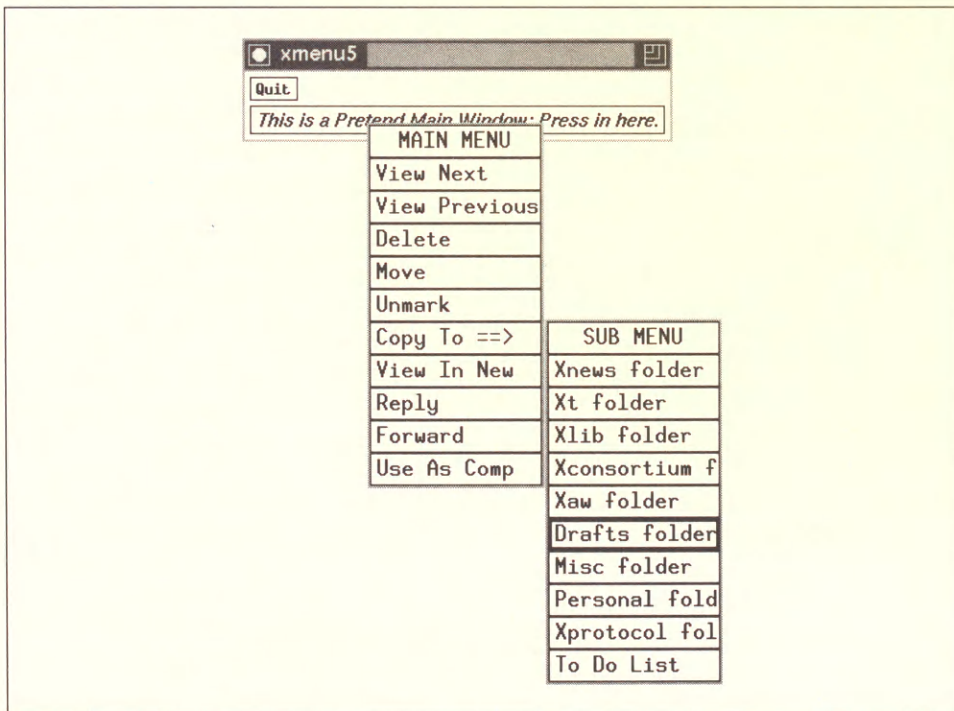 xmenu5
Quit
This is a Pretend Main Window: Press in here.
MAIN MENU
View Next
View Previous
Delete
Move
Unmark
Copy To ==>
View In New
Reply
Forward
Use As Comp
SUB MENU
Xnews folder
Xt folder
Xlib folder
Xconsortium f
Xaw folder
Drafts folder
Misc folder
Personal fold
Xprotocol fol
To Do List